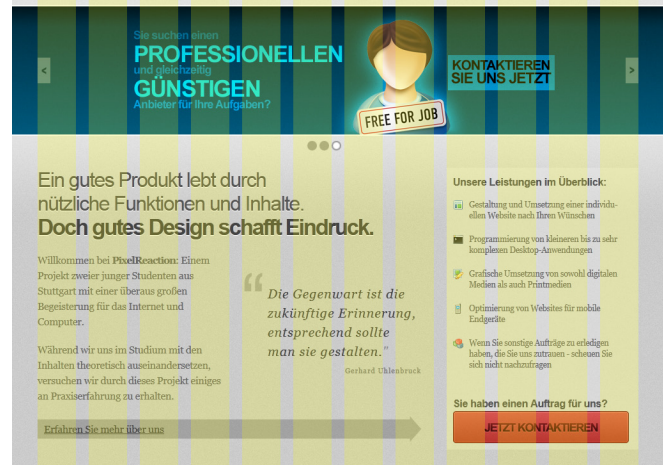 Sie suchen einen
PROFESSIONELLEN
und gleichzeitig
GÜNSTIGEN
Anbieter für Ihre Aufgaben?
FREE FOR JOB
KONTAKTIEREN
SIE UNS JETZT
<
>
Ein gutes Produkt lebt durch
nützliche Funktionen und Inhalte.
Doch gutes Design schafft Eindruck.
Willkommen bei PixelReaction: Einem
Projekt zweier junger Studenten aus
Stuttgart mit einer überaus großen
Begeisterung für das Internet und
Computer.
Während wir uns im Studium mit den
Inhalten theoretisch auseinandersetzen,
versuchen wir durch dieses Projekt einiges
an Praxiserfahrung zu erhalten.
“
Die Gegenwart ist die
zukünftige Erinnerung,
entsprechend sollte
man sie gestalten."
Gerhard Uhlenbruck
Erfahren Sie mehr über uns
Unsere Leistungen im Überblick:
Gestaltung und Umsetzung einer individu-
ellen Website nach Ihren Wünschen
Programmierung von kleineren bis zu sehr
komplexen Desktop-Anwendungen
Grafische Umsetzung von sowohl digitalen
Medien als auch Printmedien
Optimierung von Websites für mobile
Endgeräte
Wenn Sie sonstige Aufträge zu erledigen
haben, die Sie uns zutrauen - scheuen Sie
sich nicht nachzufragen
Sie haben einen Auftrag für uns?
JETZT KONTAKTIEREN